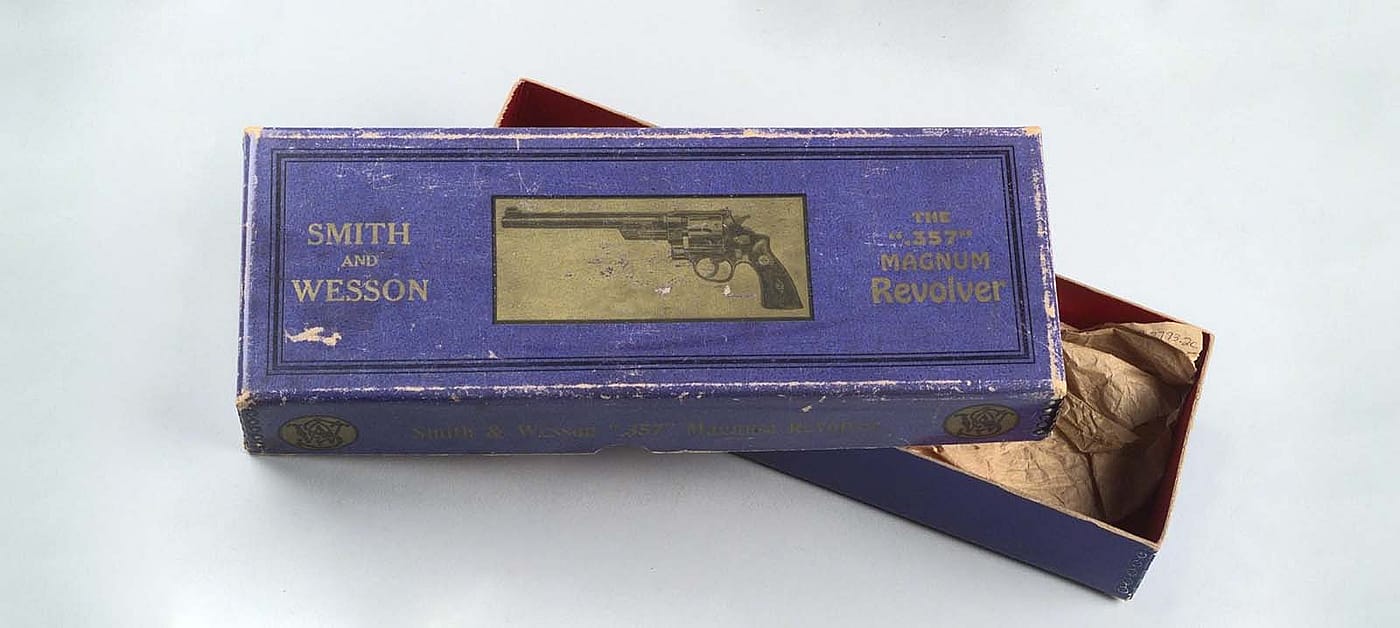 SMITH
AND
WESSON
THE
".357"
MAGNUM
Revolver
Smith & Wesson ".357" Magnum Revolver